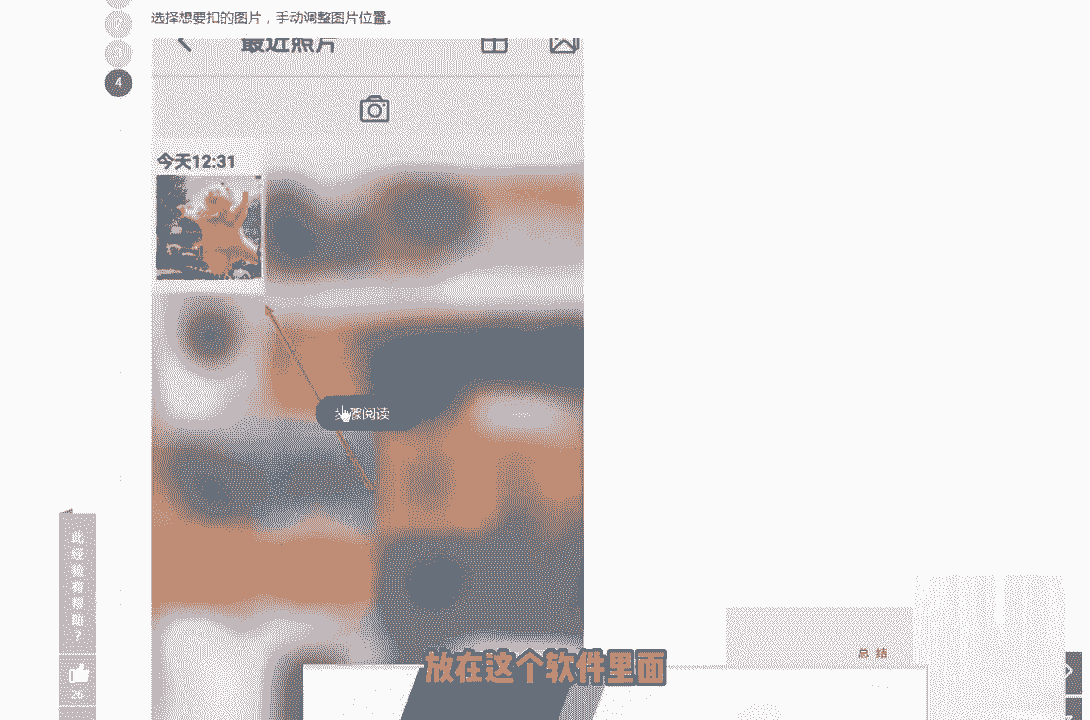 选择想要扣的图片，手动调整图片位置。
2
3
4
最近照片
今天12:31
阅读
此经验有帮助？
26
总结
放在这个软件里面